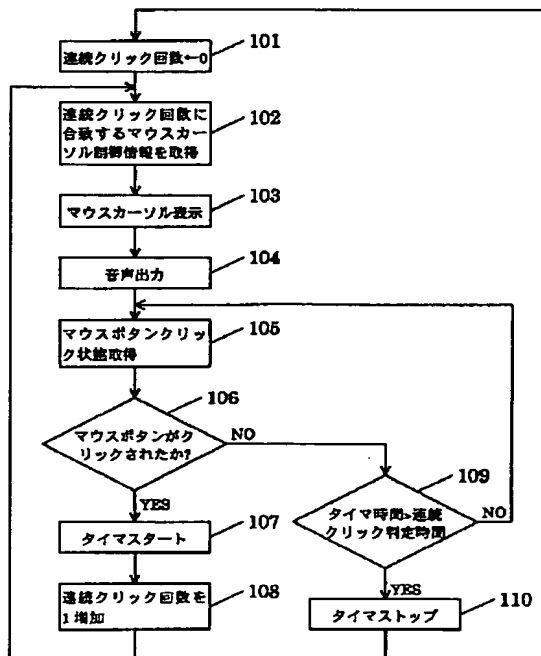 101
連続クリック回数←0
連続クリック回数に
合致するマウスカー
ソル制御情報を取得
102
マウスカーソル表示
103
音声出力
104
マウスボタンクリッ
ク状態取得
105
106
マウスボタンがク
リックされたか?
NO
YES
109
タイマ時間>連続
クリック判定時間
NO
YES
107
タイマスタート
連続クリック回数を
1増加
108
タイマストップ
110